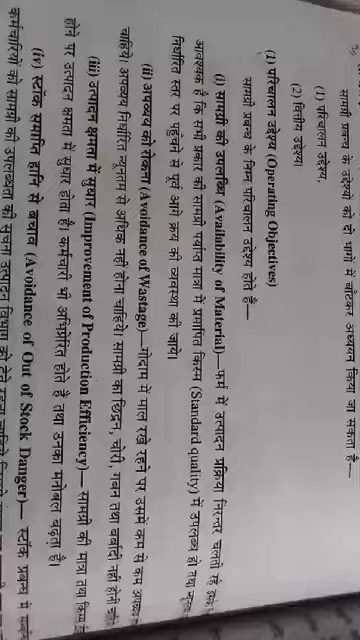 सामग्री प्रबन्ध के उद्देश्यों को दो भागों में बाँटकर अध्ययन किया जा सकता है—
(1) परिचालन उद्देश्य,
(2) वित्तीय उद्देश्य।
(1) परिचालन उद्देश्य (Operating Objectives)
सामग्री प्रबन्ध के निम्न परिचालन उद्देश्य होते हैं—
(i) सामग्री की उपलब्धि (Availability of Material)—फर्म में उत्पादन प्रक्रिया निरन्तर चलती रहे इसके
आवश्यक है कि सभी प्रकार की सामग्री पर्याप्त मात्रा में प्रमापित किस्म (Standard quality) में उपलब्ध हो तथा न्यूनतम
निर्धारित स्तर पर पहुँचने से पूर्व आगे क्रय की व्यवस्था की जाये।
(ii) अपव्यय को रोकना (Avoidance of Wastage)—गोदाम में माल रखे रहने पर उसमें कम से कम अपव्यय
चाहिये। अपव्यय निर्धारित न्यूनतम से अधिक नहीं होना चाहिये। सामग्री का छिद्रन, चोरी, गबन तथा बर्बादी नहीं होनी
(iii) उत्पादन क्षमता में सुधार (Improvement of Production Efficiency)— सामग्री की मात्रा तथा किस्म
होने पर उत्पादन क्षमता में सुधार होता है। कर्मचारी भी अभिप्रेरित होते हैं तथा उनका मनोबल बढ़ता है।
(iv) स्टॉक समाप्ति हानि से बचाव (Avoidance of Out of Stock Danger)— स्टॉक प्रबन्ध में
कर्मचारियों को सामग्री की उपलब्धता की सूचना उत्पादन विभाग को देते रहना चाहिये